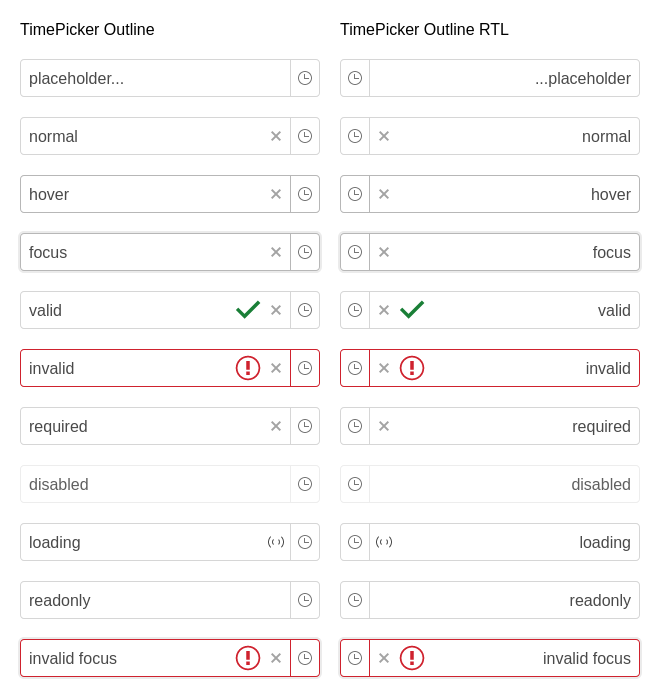 TimePicker Outline
TimePicker Outline RTL
placeholder...
...placeholder
normal
normal
hover
hover
focus
focus
valid
valid
invalid
invalid
required
required
disabled
disabled
loading
loading
readonly
readonly
invalid focus
invalid focus